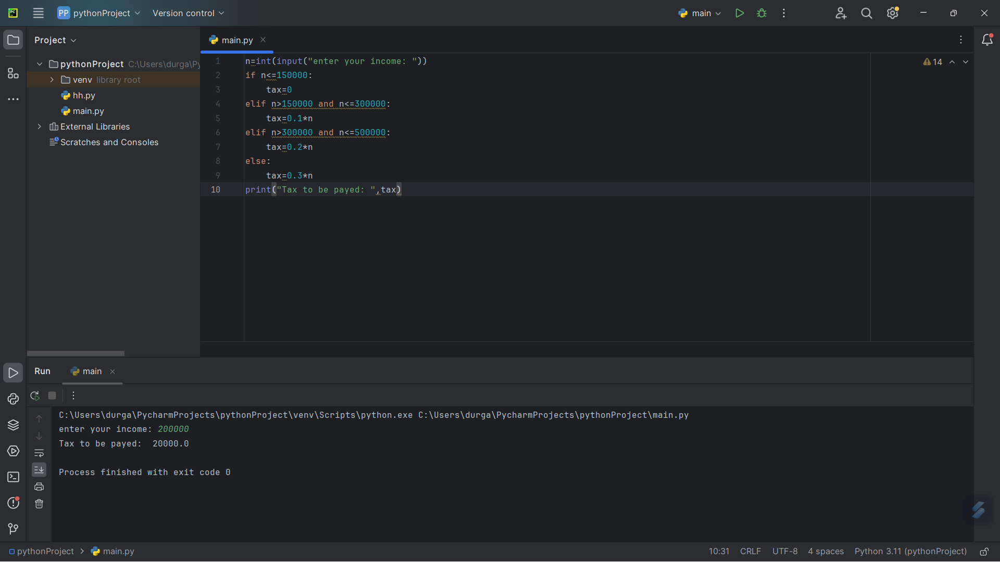 PP pythonProject Version control main
Project main.py
pythonProject C:\Users\durga\Py
venv library root
hh.py
main.py
External Libraries
Scratches and Consoles
14
1 n=int(input("enter your income: "))
2 if n<=150000:
3 tax=0
4 elif n>150000 and n<=300000:
5 tax=0.1*n
6 elif n>300000 and n<=500000:
7 tax=0.2*n
8 else:
9 tax=0.3*n
10 print("Tax to be payed: ",tax)
Run main
C:\Users\durga\PycharmProjects\pythonProject\venv\Scripts\python.exe C:\Users\durga\PycharmProjects\pythonProject\main.py
enter your income: 200000
Tax to be payed:  20000.0
Process finished with exit code 0
pythonProject main.py 10:31 CRLF UTF-8 4 spaces Python 3.11 (pythonProject)